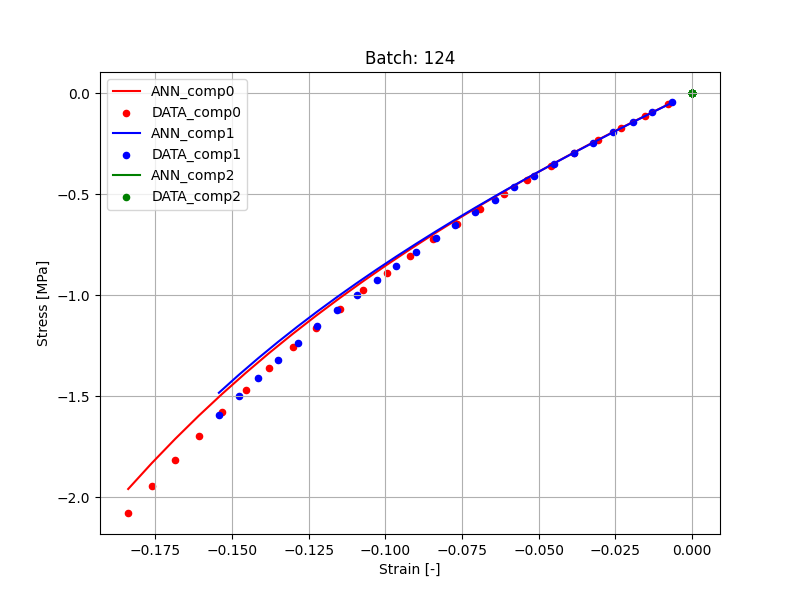 Batch: 124
ANN_comp0
DATA_comp0
ANN_comp1
DATA_comp1
ANN_comp2
DATA_comp2
0.0
−0.5
−1.0
−1.5
−2.0
Stress [MPa]
−0.175 −0.150 −0.125 −0.100 −0.075 −0.050 −0.025 0.000
Strain [-]